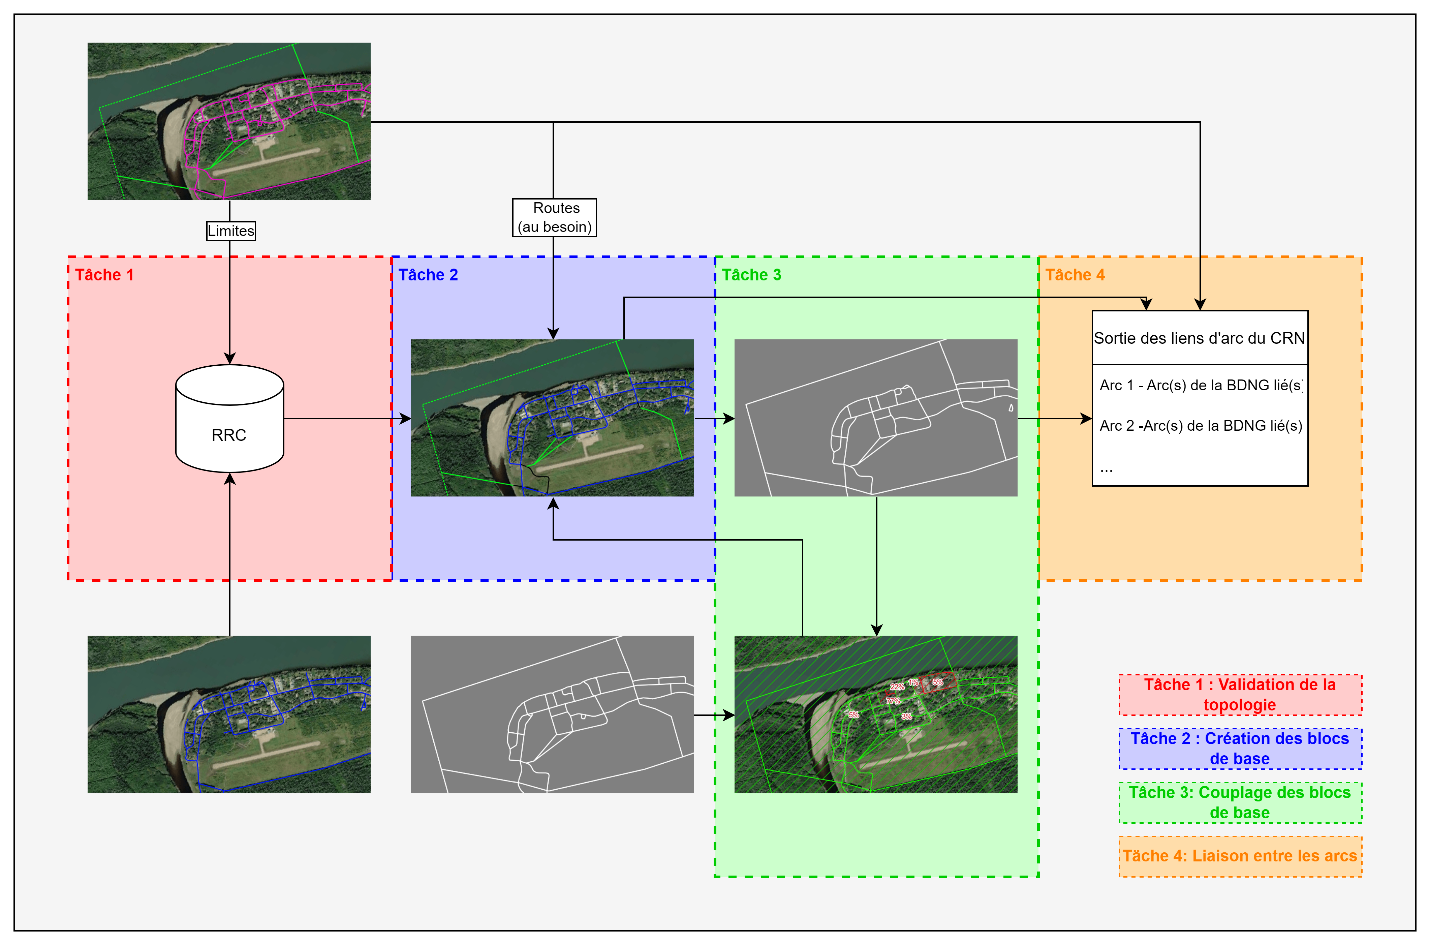 Limites
Routes
(au besoin)
Tâche 1
Tâche 2
Tâche 3
Tâche 4
RRC
Sortie des liens d'arc du CRN
Arc 1 - Arc(s) de la BDNG lié(s)
Arc 2 -Arc(s) de la BDNG lié(s)
...
Tâche 1 : Validation de la
topologie
Tâche 2 : Création des blocs
de base
Tâche 3: Couplage des blocs
de base
Tâche 4: Liaison entre les arcs